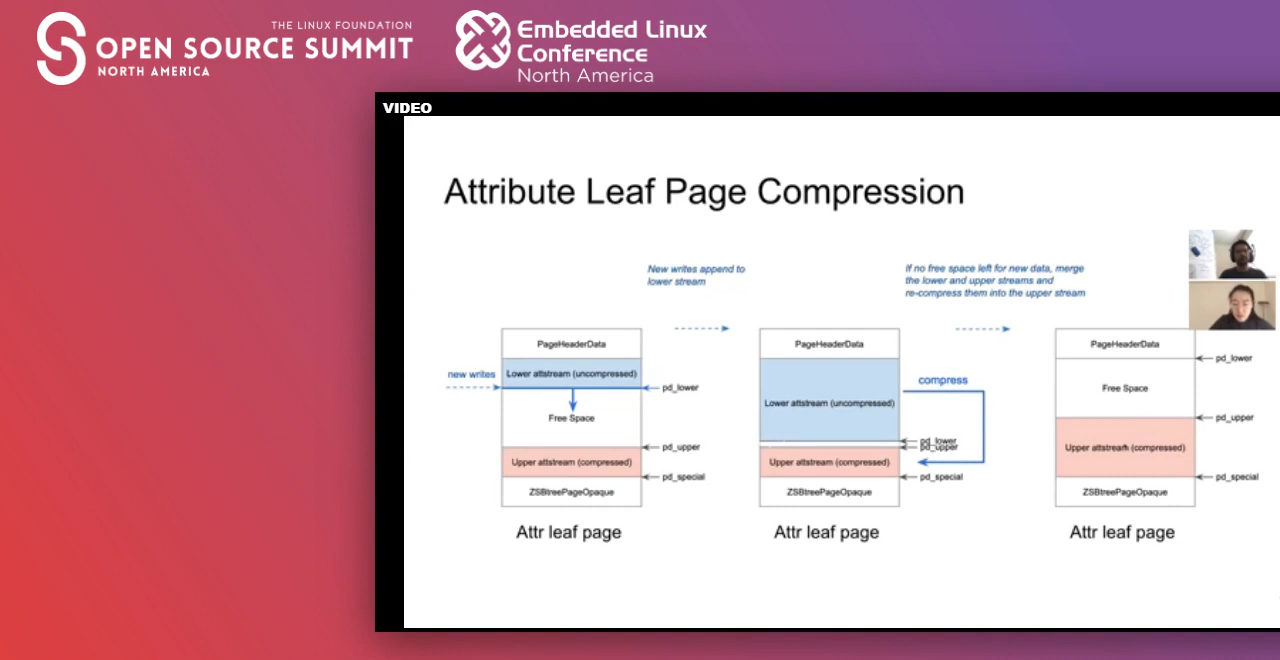 THE LINUX FOUNDATION
OPEN SOURCE SUMMIT
NORTH AMERICA
Embedded Linux
Conference
North America
VIDEO
Attribute Leaf Page Compression
New writes append to
lower stream
If no free space left for new data, merge
the lower and upper streams and
re-compress them into the upper stream
new writes
PageHeaderData
Lower attstream (uncompressed)
pd_lower
Free Space
pd_upper
Upper attstream (compressed)
pd_special
ZSBtreePageOpaque
Attr leaf page
PageHeaderData
compress
Lower attstream (uncompressed)
pd_lower
pd_upper
Upper attstream (compressed)
pd_special
ZSBtreePageOpaque
Attr leaf page
PageHeaderData
pd_lower
Free Space
pd_upper
Upper attstream (compressed)
pd_special
ZSBtreePageOpaque
Attr leaf page